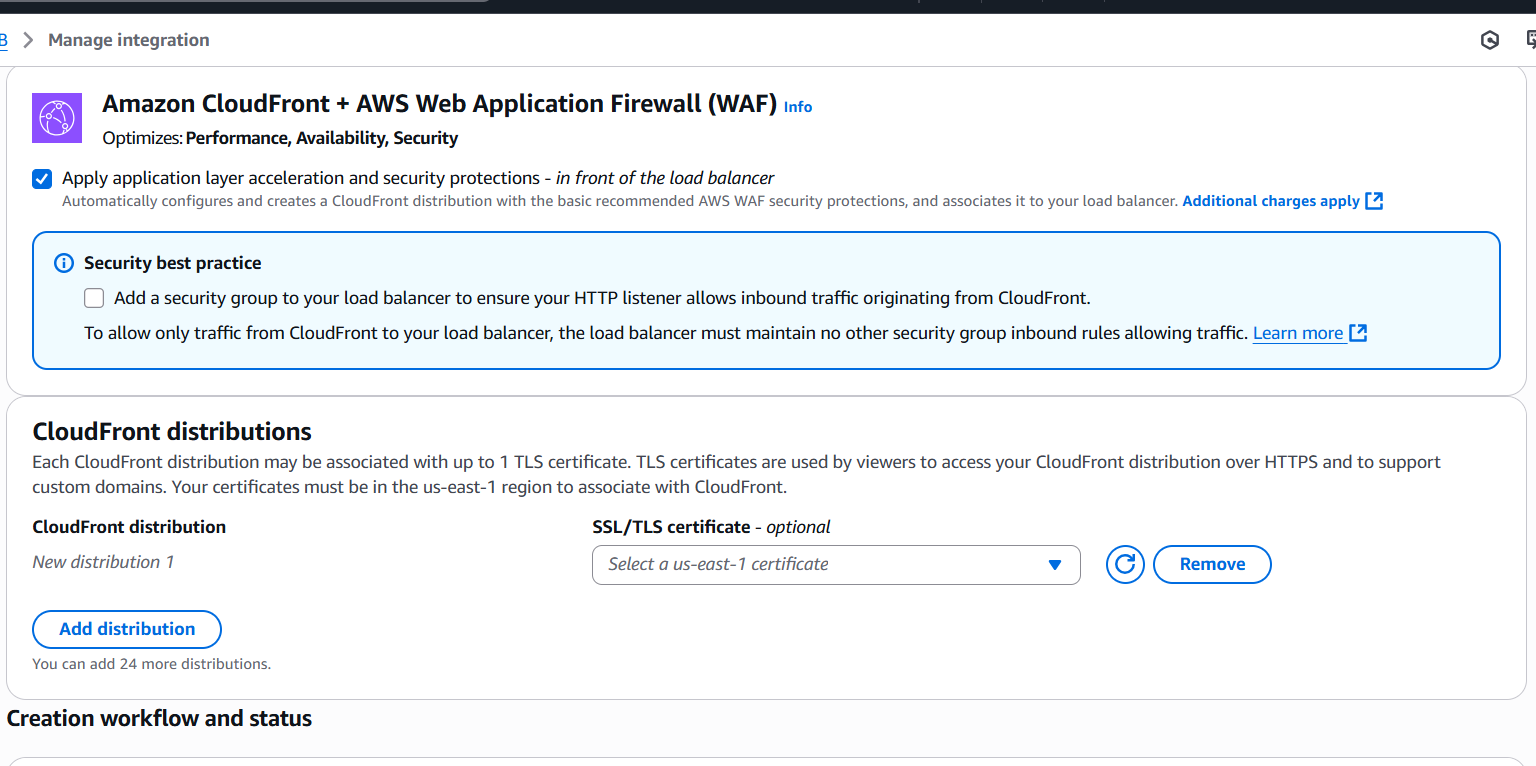 B > Manage integration
Amazon CloudFront + AWS Web Application Firewall (WAF) Info
Optimizes: Performance, Availability, Security
Apply application layer acceleration and security protections - in front of the load balancer
Automatically configures and creates a CloudFront distribution with the basic recommended AWS WAF security protections, and associates it to your load balancer. Additional charges apply
Security best practice
Add a security group to your load balancer to ensure your HTTP listener allows inbound traffic originating from CloudFront.
To allow only traffic from CloudFront to your load balancer, the load balancer must maintain no other security group inbound rules allowing traffic. Learn more
CloudFront distributions
Each CloudFront distribution may be associated with up to 1 TLS certificate. TLS certificates are used by viewers to access your CloudFront distribution over HTTPS and to support
custom domains. Your certificates must be in the us-east-1 region to associate with CloudFront.
CloudFront distribution
New distribution 1
SSL/TLS certificate - optional
Select a us-east-1 certificate
Remove
Add distribution
You can add 24 more distributions.
Creation workflow and status